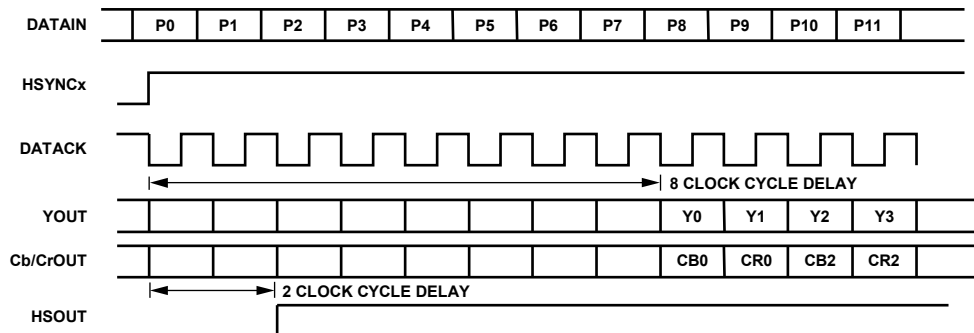 DATAIN P0 P1 P2 P3 P4 P5 P6 P7 P8 P9 P10 P11
HSYNCx
DATACK
8 CLOCK CYCLE DELAY
YOUT Y0 Y1 Y2 Y3
Cb/CrOUT CB0 CR0 CB2 CR2
2 CLOCK CYCLE DELAY
HSOUT